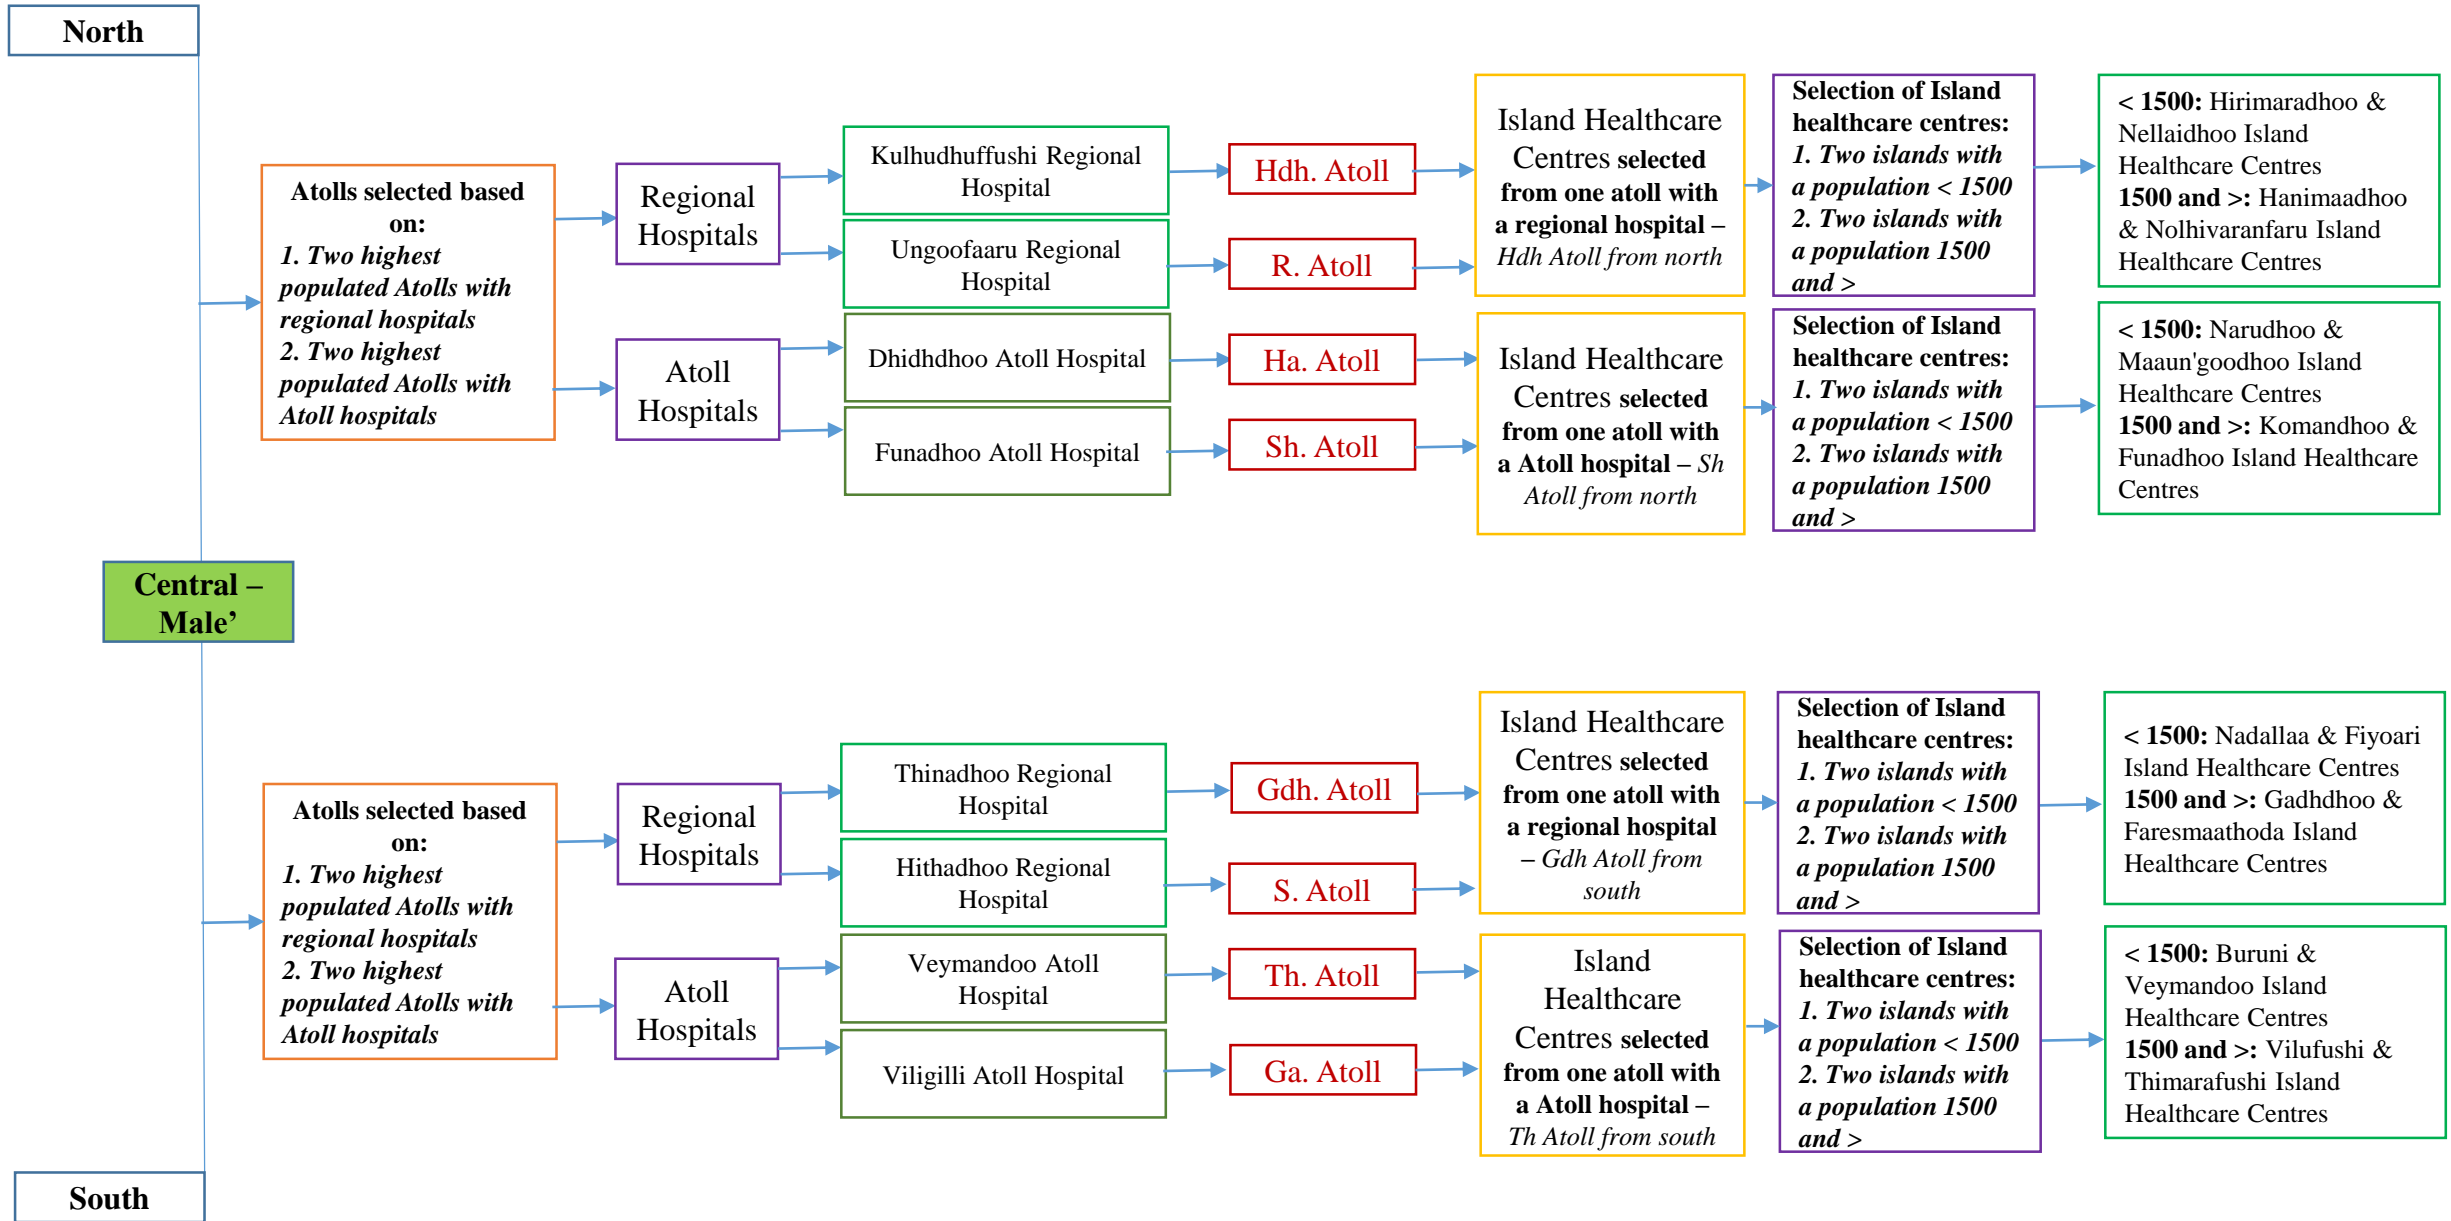 North
Atolls selected based
on:
1. Two highest
populated Atolls with
regional hospitals
2. Two highest
populated Atolls with
Atoll hospitals
Regional
Hospitals
Atoll
Hospitals
Kulhudhuffushi Regional
Hospital
Ungoofaaru Regional
Hospital
Dhidhdhoo Atoll Hospital
Funadhoo Atoll Hospital
Hdh. Atoll
R. Atoll
Ha. Atoll
Sh. Atoll
Island Healthcare
Centres selected
from one atoll with
a regional hospital –
Hdh Atoll from north
Island Healthcare
Centres selected
from one atoll with
a Atoll hospital – Sh
Atoll from north
Selection of Island
healthcare centres:
1. Two islands with
a population < 1500
2. Two islands with
a population 1500
and >
Selection of Island
healthcare centres:
1. Two islands with
a population < 1500
2. Two islands with
a population 1500
and >
< 1500: Hirimaradhoo &
Nellaidhoo Island
Healthcare Centres
1500 and >: Hanimaadhoo
& Nolhivaranfaru Island
Healthcare Centres
< 1500: Narudhoo &
Maaun'goodhoo Island
Healthcare Centres
1500 and >: Komandhoo &
Funadhoo Island Healthcare
Centres
Central –
Male’
Atolls selected based
on:
1. Two highest
populated Atolls with
regional hospitals
2. Two highest
populated Atolls with
Atoll hospitals
Regional
Hospitals
Atoll
Hospitals
Thinadhoo Regional
Hospital
Hithadhoo Regional
Hospital
Veymandoo Atoll
Hospital
Viligilli Atoll Hospital
Gdh. Atoll
S. Atoll
Th. Atoll
Ga. Atoll
Island Healthcare
Centres selected
from one atoll with
a regional hospital
– Gdh Atoll from
south
Island
Healthcare
Centres selected
from one atoll with
a Atoll hospital –
Th Atoll from south
Selection of Island
healthcare centres:
1. Two islands with
a population < 1500
2. Two islands with
a population 1500
and >
Selection of Island
healthcare centres:
1. Two islands with
a population < 1500
2. Two islands with
a population 1500
and >
< 1500: Nadallaa & Fiyoari
Island Healthcare Centres
1500 and >: Gadhdhoo &
Faresmaathoda Island
Healthcare Centres
< 1500: Buruni &
Veymandoo Island
Healthcare Centres
1500 and >: Vilufushi &
Thimarafushi Island
Healthcare Centres
South